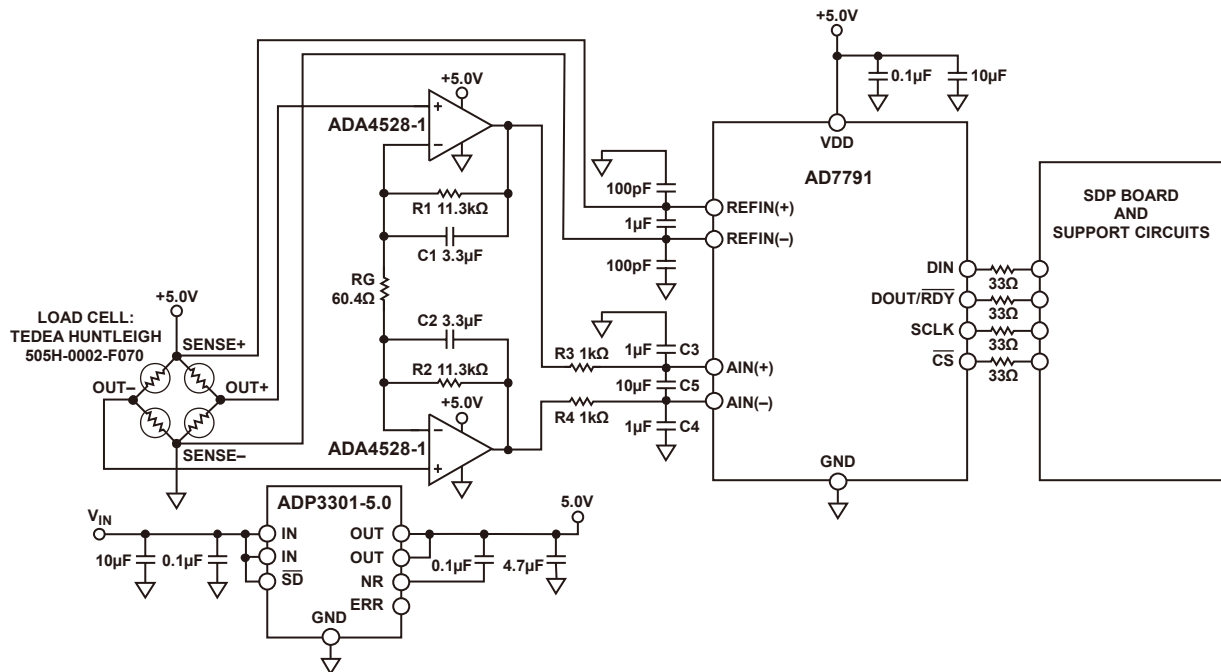 +5.0V
0.1µF
10µF
+5.0V
ADA4528-1
+
–
R1 11.3kΩ
C1 3.3µF
RG
60.4Ω
C2 3.3µF
R2 11.3kΩ
+5.0V
ADA4528-1
–
+
+5.0V
LOAD CELL:
TEDEA HUNTLEIGH
505H-0002-F070
SENSE+
OUT–
OUT+
SENSE–
100pF
1µF
100pF
R3 1kΩ
R4 1kΩ
1µF
C3
10µF
C5
1µF
C4
VDD
AD7791
REFIN(+)
REFIN(–)
AIN(+)
AIN(–)
GND
DIN
DOUT/RDY
SCLK
CS
33Ω
33Ω
33Ω
33Ω
SDP BOARD
AND
SUPPORT CIRCUITS
VIN
10µF
0.1µF
ADP3301-5.0
IN
IN
SD
OUT
OUT
NR
ERR
GND
0.1µF
4.7µF
5.0V